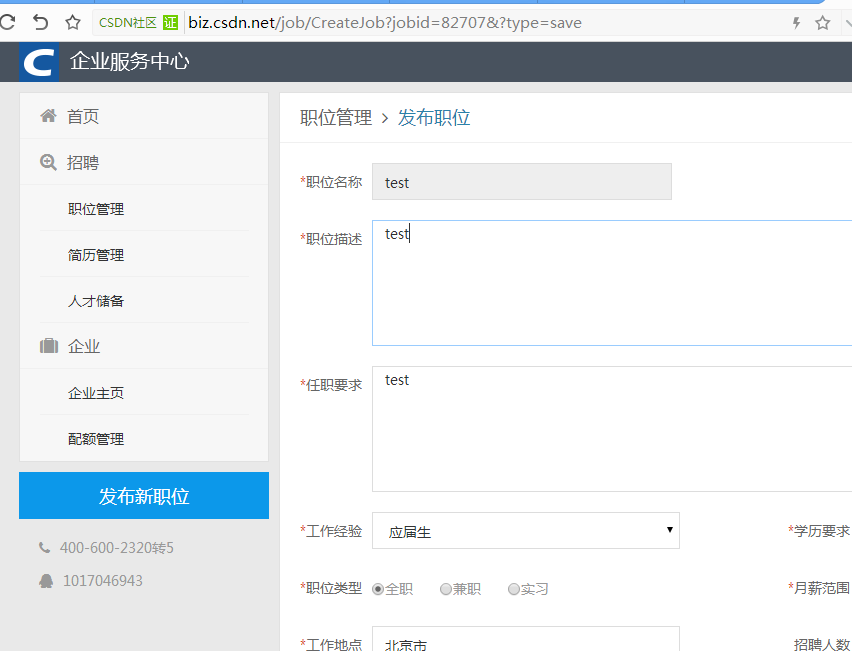 CSDN社区 证 biz.csdn.net/job/CreateJob?jobid=82707&?type=save
C 企业服务中心
首页
招聘
职位管理
简历管理
人才储备
企业
企业主页
配额管理
发布新职位
400-600-2320转5
1017046943
职位管理 > 发布职位
*职位名称 test
*职位描述 test
*任职要求 test
*工作经验 应届生 *学历要求
*职位类型 全职 兼职 实习 *月薪范围
*工作地点 北京市 招聘人数